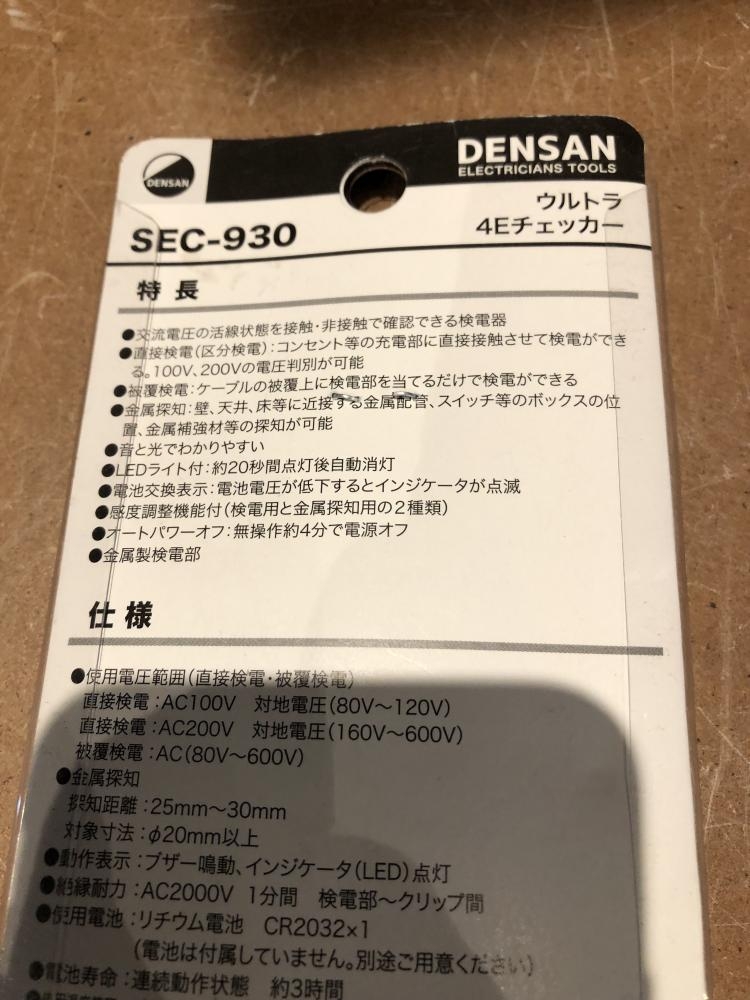 DENSAN
DENSAN
ELECTRICIANS TOOLS
SEC-930
ウルトラ
4Eチェッカー
特長
●交流電圧の活線状態を接触・非接触で確認できる検電器
●直接検電(区分検電):コンセント等の充電部に直接接触させて検電ができ
る。100V、200Vの電圧判別が可能
●被覆検電:ケーブルの被覆上に検電部を当てるだけで検電ができる
●金属探知:壁、天井、床等に近接する金属配管、スイッチ等のボックスの位
置、金属補強材等の探知が可能
●音と光でわかりやすい
●LEDライト付:約20秒間点灯後自動消灯
●電池交換表示:電池電圧が低下するとインジケータが点滅
●感度調整機能付(検電用と金属探知用の2種類)
●オートパワーオフ:無操作約4分で電源オフ
●金属製検電部
仕様
●使用電圧範囲(直接検電・被覆検電)
直接検電:AC100V 対地電圧(80V〜120V)
直接検電:AC200V 対地電圧(160V〜600V)
被覆検電:AC(80V〜600V)
●金属探知
探知距離:25mm〜30mm
対象寸法:φ20mm以上
●動作表示:ブザー鳴動、インジケータ(LED)点灯
●絶縁耐力:AC2000V 1分間 検電部〜クリップ間
●使用電池:リチウム電池 CR2032×1
(電池は付属していません。別途ご用意ください)
●電池寿命:連続動作状態 約3時間